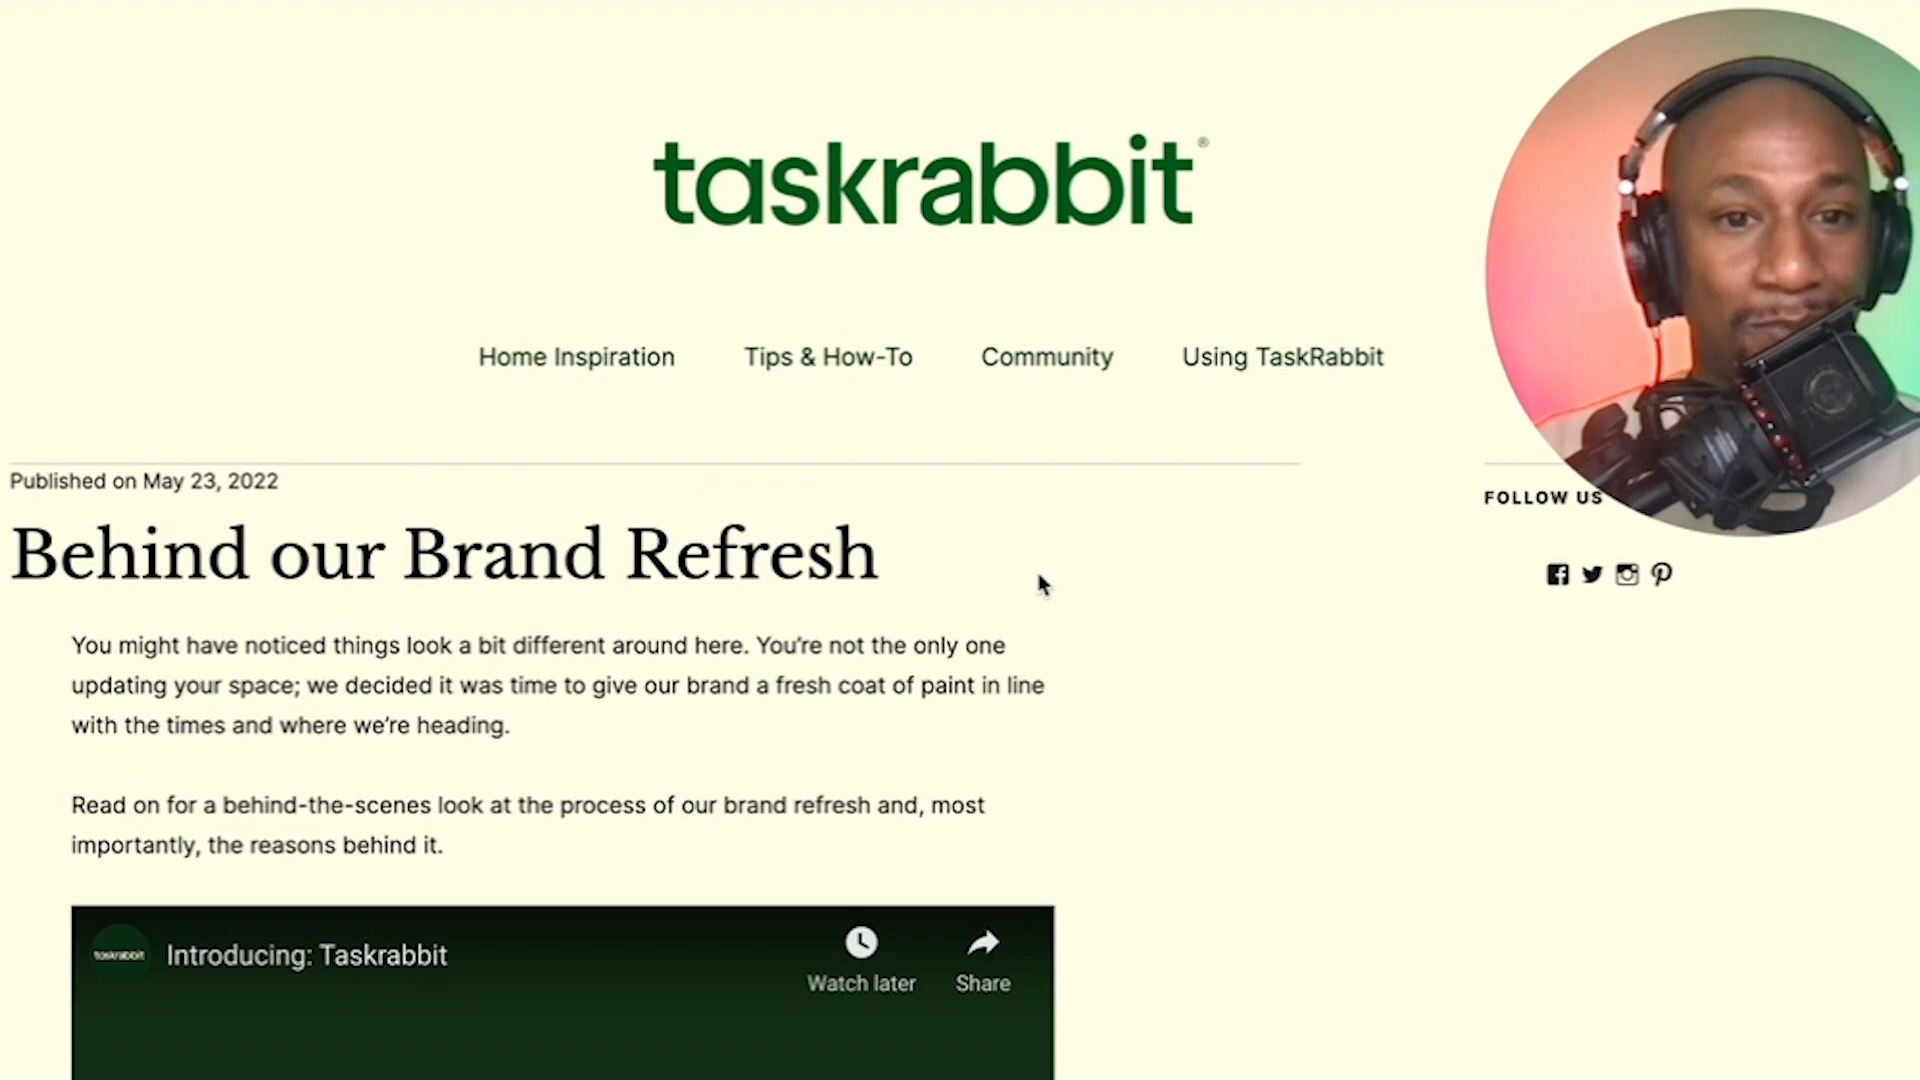 taskrabbit®
Home Inspiration Tips & How-To Community Using TaskRabbit
Published on May 23, 2022
FOLLOW US
Behind our Brand Refresh
You might have noticed things look a bit different around here. You're not the only one
updating your space; we decided it was time to give our brand a fresh coat of paint in line
with the times and where we're heading.
Read on for a behind-the-scenes look at the process of our brand refresh and, most
importantly, the reasons behind it.
taskrabbit Introducing: Taskrabbit
Watch later Share